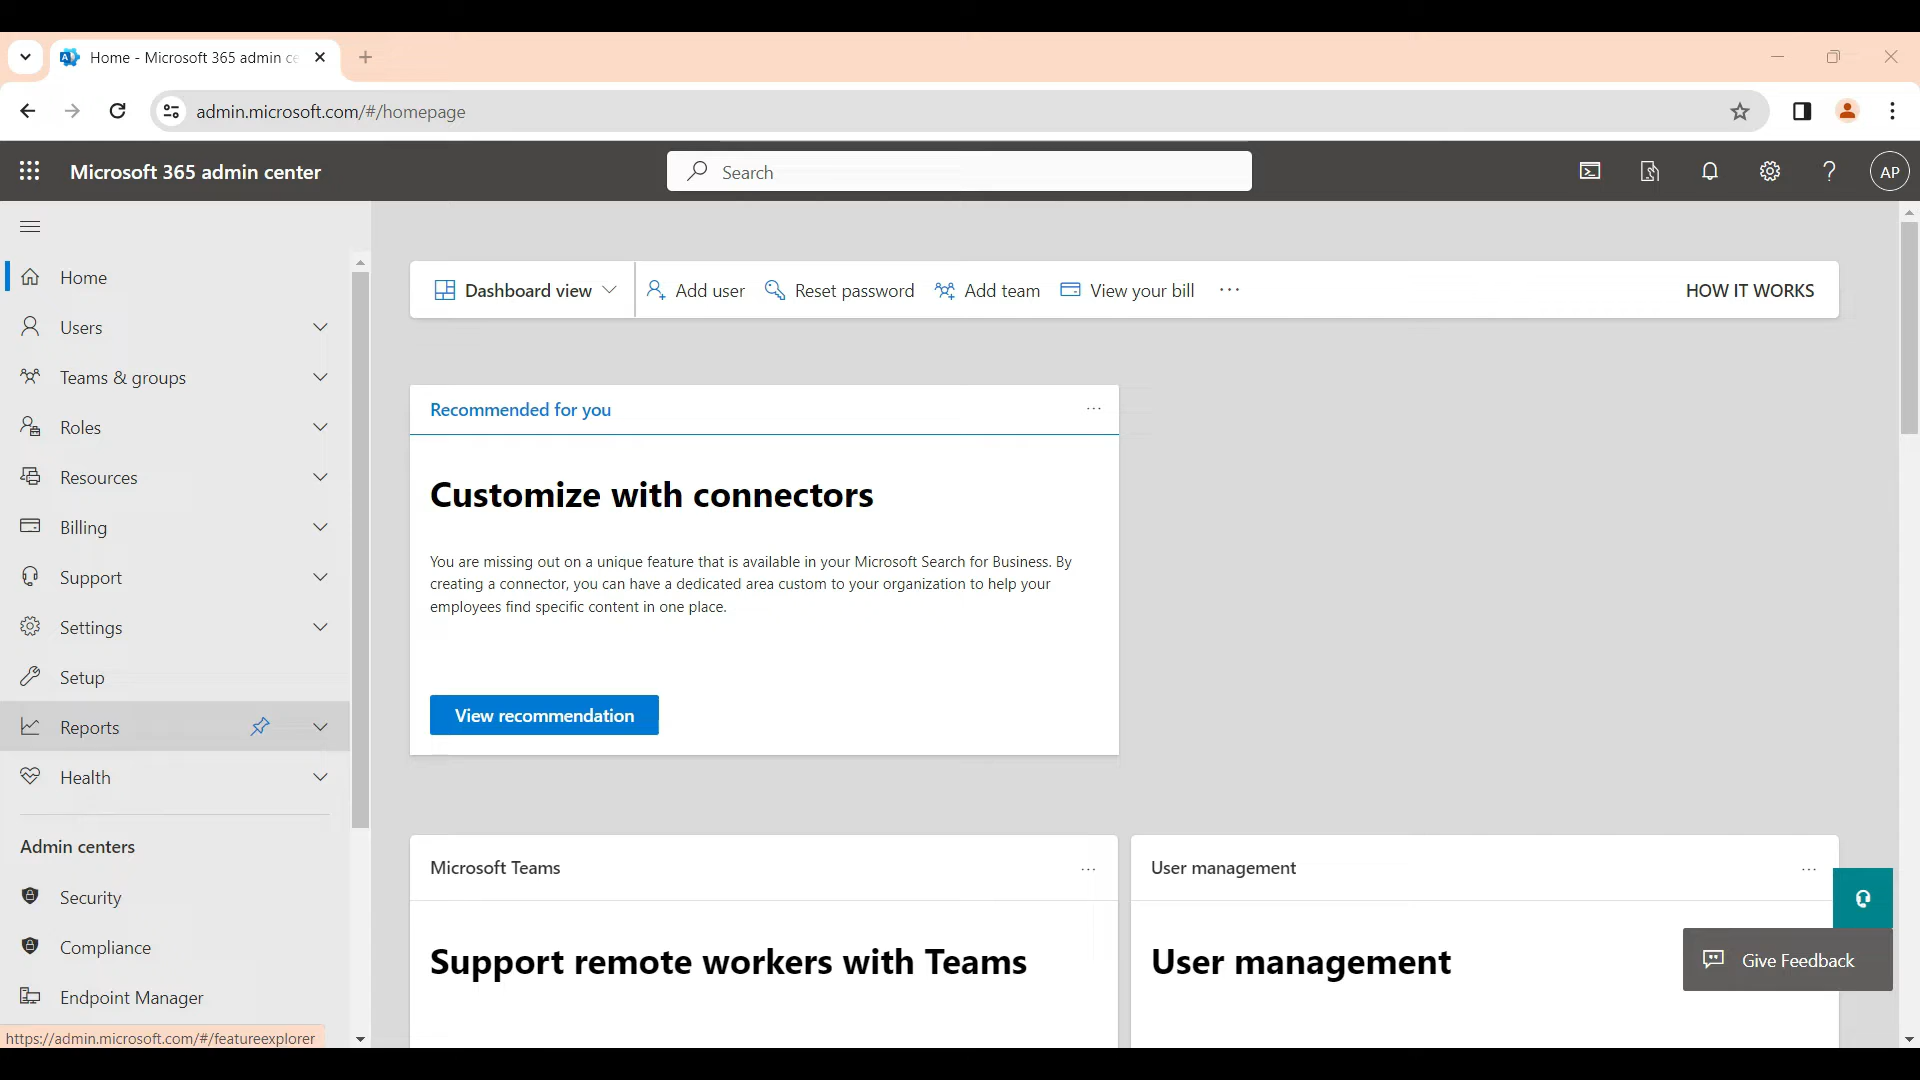 Home - Microsoft 365 admin ce
admin.microsoft.com/#/homepage
Microsoft 365 admin center
Search
AP
Home
Users
Teams & groups
Roles
Resources
Billing
Support
Settings
Setup
Reports
Health
Admin centers
Security
Compliance
Endpoint Manager
https://admin.microsoft.com/#/featureexplorer
Dashboard view
Add user
Reset password
Add team
View your bill
HOW IT WORKS
Recommended for you
Customize with connectors
You are missing out on a unique feature that is available in your Microsoft Search for Business. By
creating a connector, you can have a dedicated area custom to your organization to help your
employees find specific content in one place.
View recommendation
Microsoft Teams
Support remote workers with Teams
User management
User management
Give Feedback